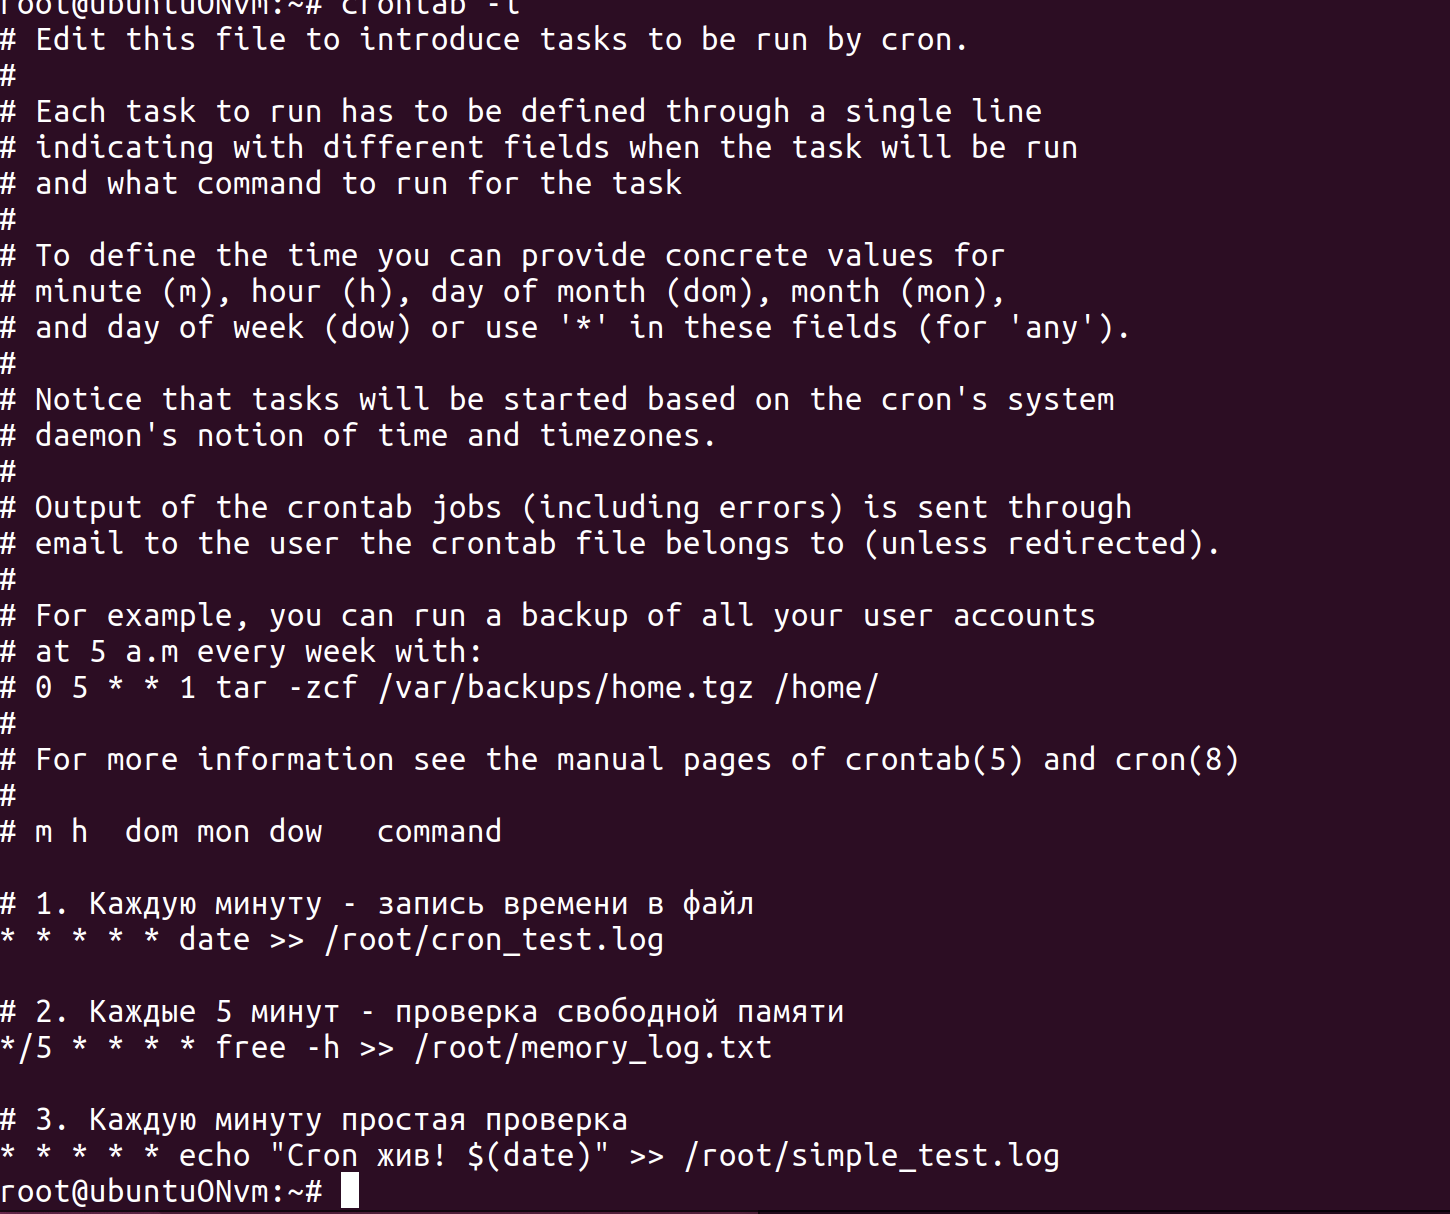 root@ubuntuONvm:~# crontab -l
# Edit this file to introduce tasks to be run by cron.
#
# Each task to run has to be defined through a single line
# indicating with different fields when the task will be run
# and what command to run for the task
#
# To define the time you can provide concrete values for
# minute (m), hour (h), day of month (dom), month (mon),
# and day of week (dow) or use '*' in these fields (for 'any').
#
# Notice that tasks will be started based on the cron's system
# daemon's notion of time and timezones.
#
# Output of the crontab jobs (including errors) is sent through
# email to the user the crontab file belongs to (unless redirected).
#
# For example, you can run a backup of all your user accounts
# at 5 a.m every week with:
# 0 5 * * 1 tar -zcf /var/backups/home.tgz /home/
#
# For more information see the manual pages of crontab(5) and cron(8)
#
# m h  dom mon dow   command

# 1. Каждую минуту - запись времени в файл
* * * * * date >> /root/cron_test.log

# 2. Каждые 5 минут - проверка свободной памяти
*/5 * * * * free -h >> /root/memory_log.txt

# 3. Каждую минуту простая проверка
* * * * * echo "Cron жив! $(date)" >> /root/simple_test.log
root@ubuntuONvm:~#